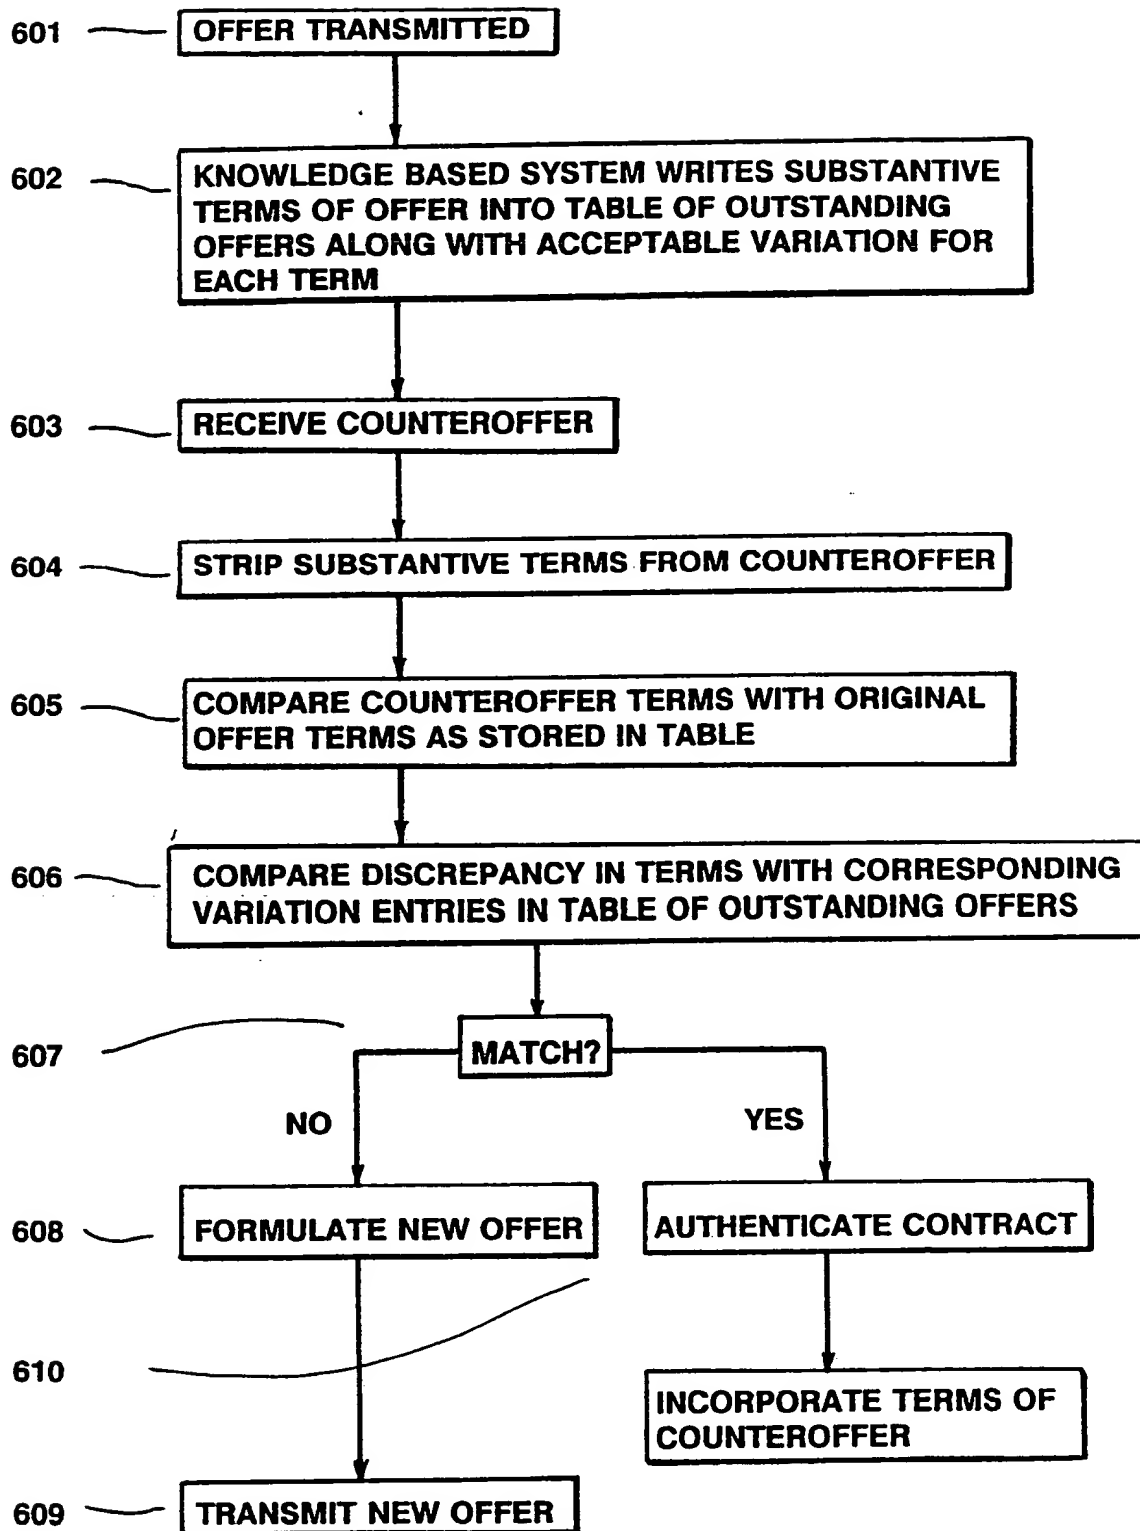 601 OFFER TRANSMITTED
602 KNOWLEDGE BASED SYSTEM WRITES SUBSTANTIVE
TERMS OF OFFER INTO TABLE OF OUTSTANDING
OFFERS ALONG WITH ACCEPTABLE VARIATION FOR
EACH TERM
603 RECEIVE COUNTEROFFER
604 STRIP SUBSTANTIVE TERMS FROM COUNTEROFFER
605 COMPARE COUNTEROFFER TERMS WITH ORIGINAL
OFFER TERMS AS STORED IN TABLE
606 COMPARE DISCREPANCY IN TERMS WITH CORRESPONDING
VARIATION ENTRIES IN TABLE OF OUTSTANDING OFFERS
607 MATCH?
NO YES
608 FORMULATE NEW OFFER AUTHENTICATE CONTRACT
610 INCORPORATE TERMS OF
COUNTEROFFER
609 TRANSMIT NEW OFFER